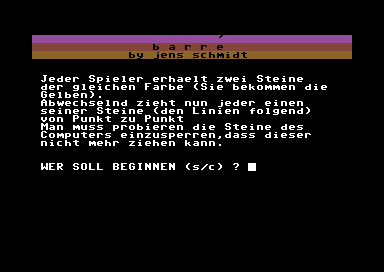 b a r r e
by jens schmidt
Jeder Spieler erhaelt zwei Steine
der gleichen Farbe (Sie bekommen die
Gelben).
Abwechselnd zieht nun jeder einen
seiner Steine (den Linien folgend)
von Punkt zu Punkt
Man muss probieren die Steine des
Computers einzusperren,dass dieser
nicht mehr ziehen kann.
WER SOLL BEGINNEN (s/c) ?